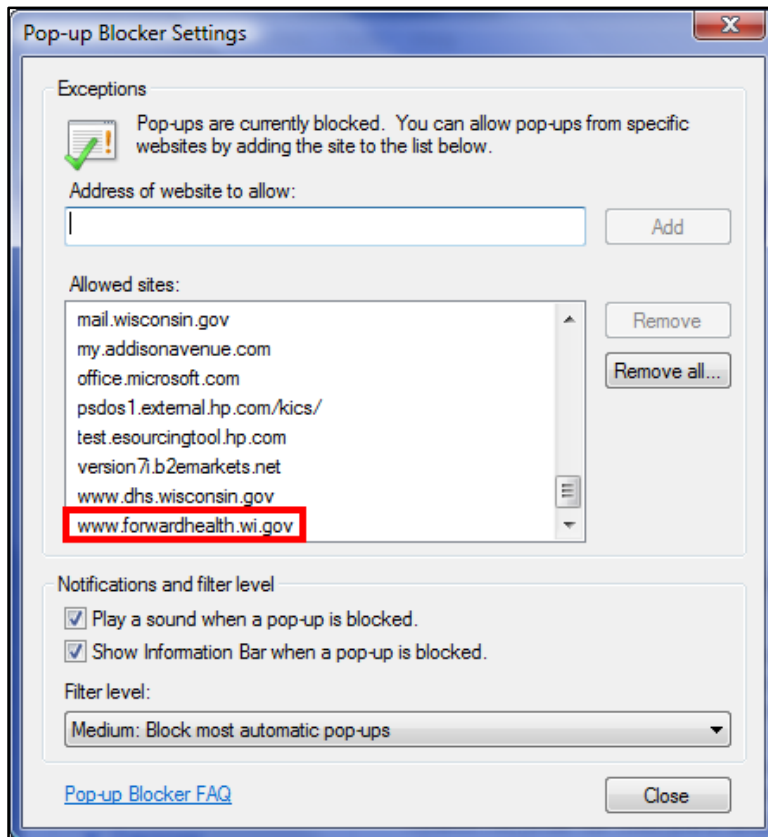 Pop-up Blocker Settings
Exceptions
Pop-ups are currently blocked. You can allow pop-ups from specific
websites by adding the site to the list below.
Address of website to allow:
Add
Allowed sites:
mail.wisconsin.gov
my.addisonavenue.com
office.microsoft.com
psdos1.external.hp.com/kics/
test.esourcingtool.hp.com
version7i.b2emarkets.net
www.dhs.wisconsin.gov
www.forwardhealth.wi.gov
Remove
Remove all...
Notifications and filter level
Play a sound when a pop-up is blocked.
Show Information Bar when a pop-up is blocked.
Filter level:
Medium: Block most automatic pop-ups
Pop-up Blocker FAQ
Close